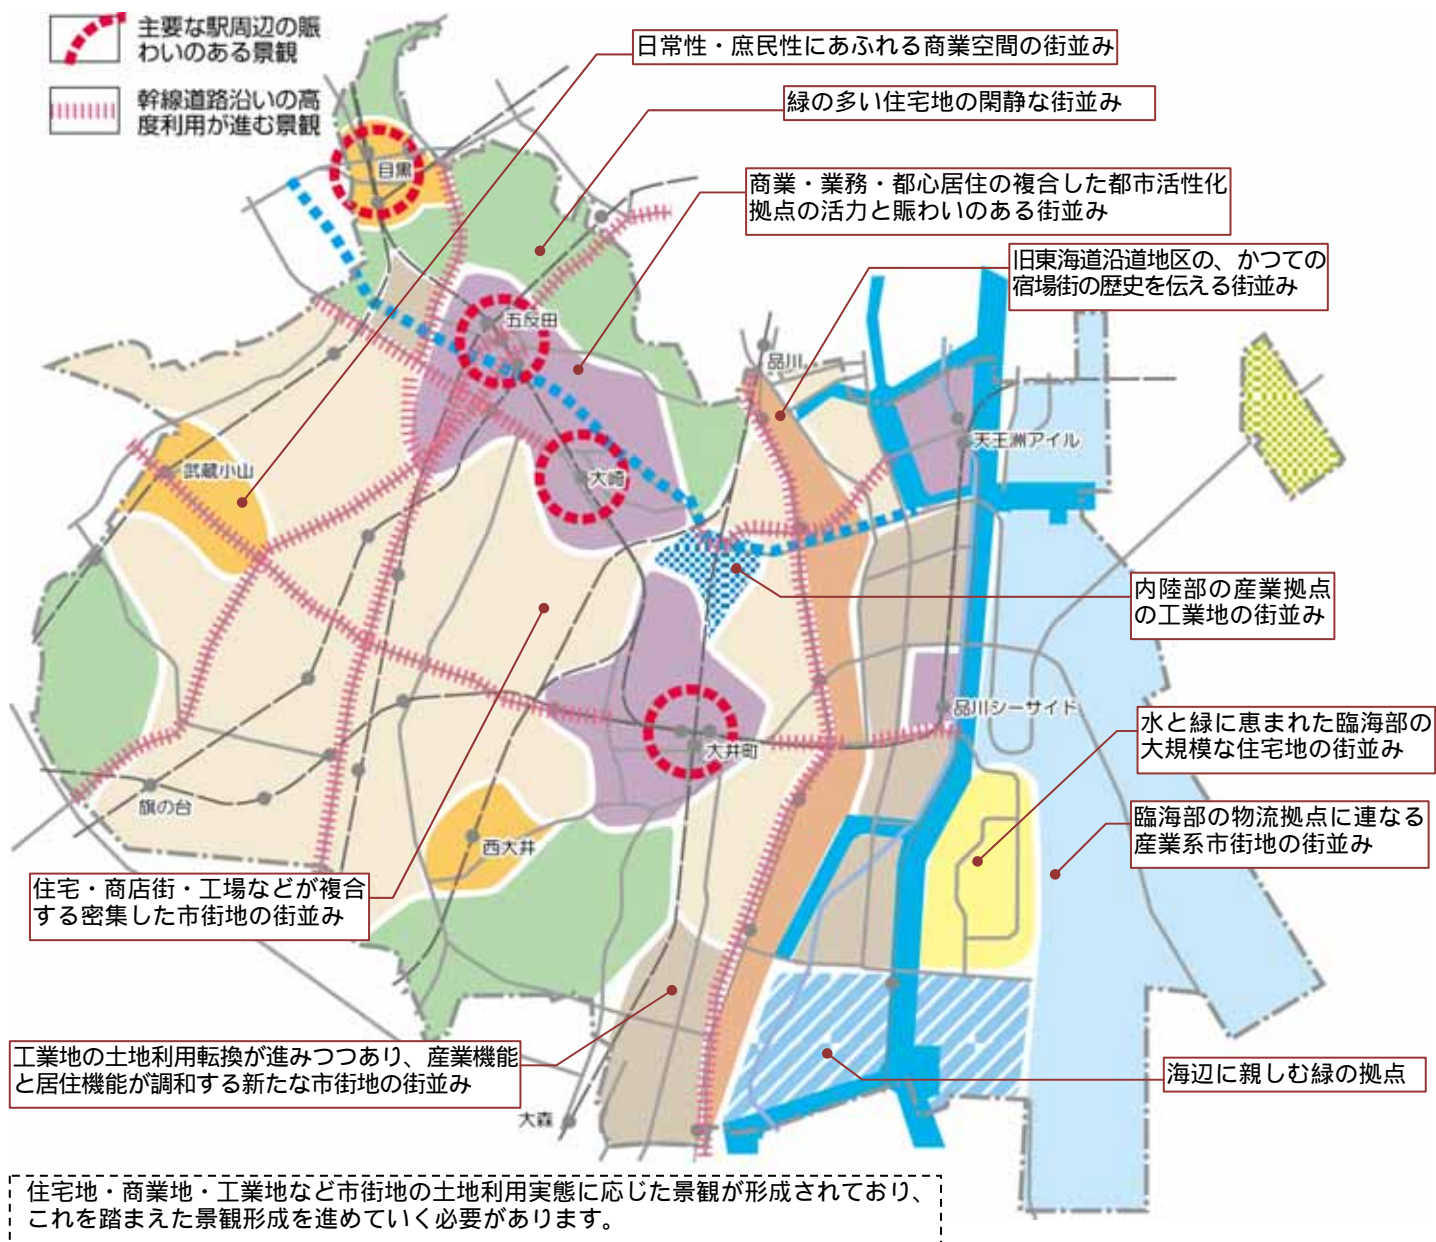 主要な駅周辺の賑
わいのある景観
幹線道路沿いの高
度利用が進む景観
日常性・庶民性にあふれる商業空間の街並み
緑の多い住宅地の閑静な街並み
商業・業務・都心居住の複合した都市活性化
拠点の活力と賑わいのある街並み
旧東海道沿道地区の、かつての
宿場街の歴史を伝える街並み
目黒
五反田
品川
天王洲アイル
武蔵小山
大崎
内陸部の産業拠点
の工業地の街並み
品川シーサイド
水と緑に恵まれた臨海部の
大規模な住宅地の街並み
大井町
旗の台
西大井
臨海部の物流拠点に連なる
産業系市街地の街並み
住宅・商店街・工場などが複合
する密集した市街地の街並み
工業地の土地利用転換が進みつつあり、産業機能
と居住機能が調和する新たな市街地の街並み
海辺に親しむ緑の拠点
大森
住宅地・商業地・工業地など市街地の土地利用実態に応じた景観が形成されており、
これを踏まえた景観形成を進めていく必要があります。